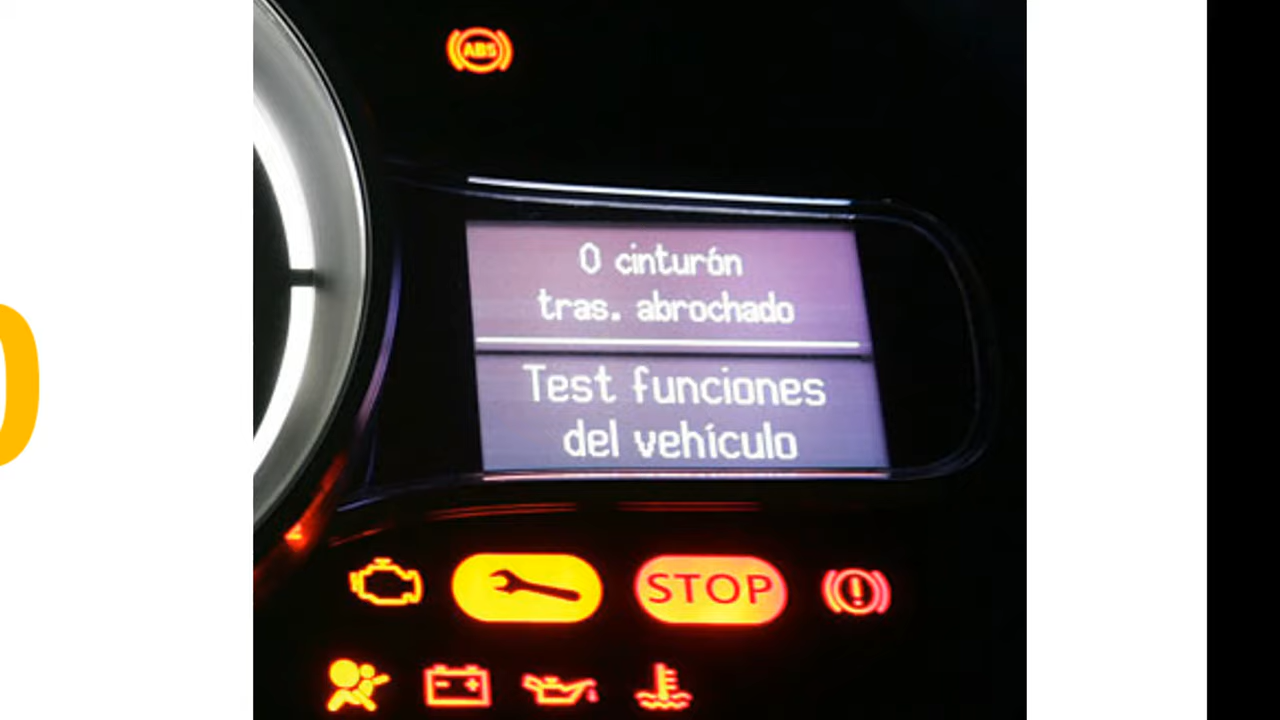 ABS
0 cinturón
tras. abrochado
Test funciones
del vehículo
STOP